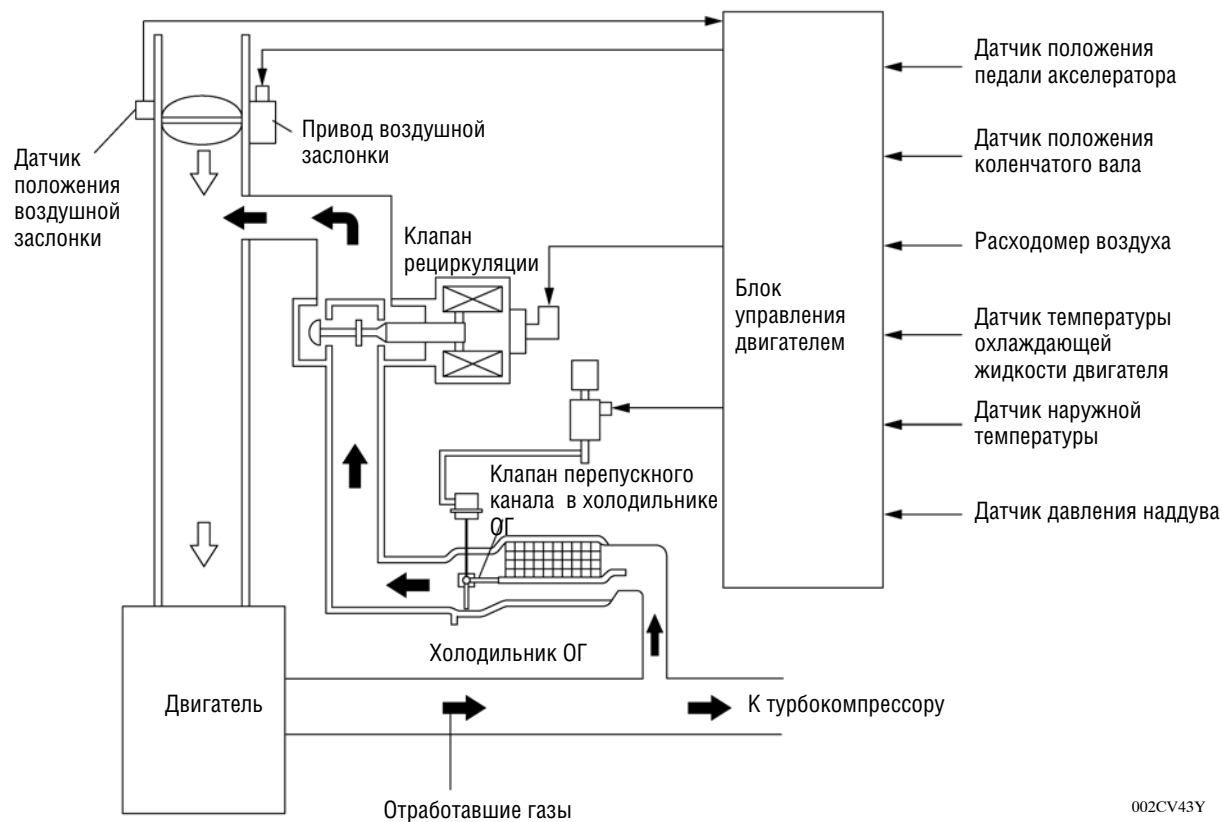 Датчик положения
педали акселератора
Привод воздушной
заслонки
Датчик
положения
воздушной
заслонки
Датчик положения
коленчатого вала
Клапан
рециркуляции
Расходомер воздуха
Блок
управления
двигателем
Датчик температуры
охлаждающей
жидкости двигателя
Датчик наружной
температуры
Клапан перепускного
канала в холодильнике
ОГ
Датчик давления наддува
Холодильник ОГ
Двигатель
К турбокомпрессору
Отработавшие газы
002CV43Y